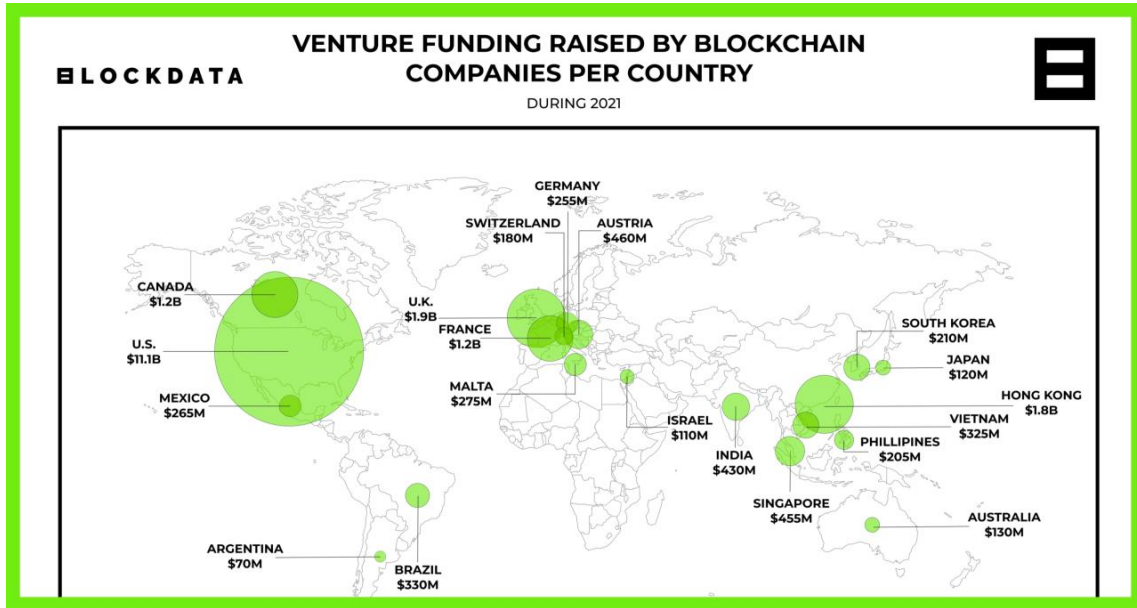 BLOCKDATA
VENTURE FUNDING RAISED BY BLOCKCHAIN
COMPANIES PER COUNTRY
DURING 2021
GERMANY
$255M
SWITZERLAND
$180M
AUSTRIA
$460M
CANADA
$1.2B
U.K.
$1.9B
FRANCE
$1.2B
U.S.
$11.1B
SOUTH KOREA
$210M
JAPAN
$120M
MEXICO
$265M
MALTA
$275M
HONG KONG
$1.8B
ISRAEL
$110M
VIETNAM
$325M
INDIA
$430M
PHILLIPINES
$205M
SINGAPORE
$455M
AUSTRALIA
$130M
ARGENTINA
$70M
BRAZIL
$330M